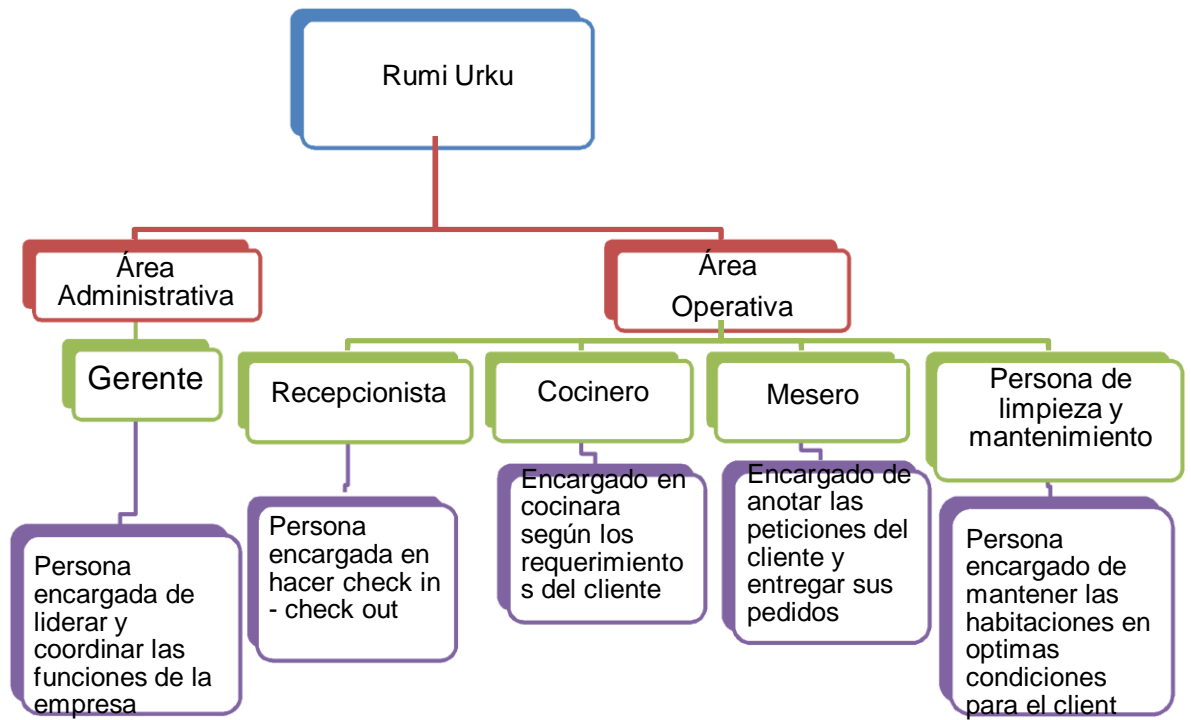 Rumi Urku
Área
Administrativa
Área
Operativa
Gerente
Recepcionista
Cocinero
Mesero
Persona de
limpieza y
mantenimiento
Persona
encargada de
liderar y
coordinar las
funciones de la
empresa
Persona
encargada en
hacer check in
- check out
Encargado en
cocinara
según los
requerimiento
s del cliente
Encargado de
anotar las
peticiones del
cliente y
entregar sus
pedidos
Persona
encargado de
mantener las
habitaciones en
optimas
condiciones
para el client